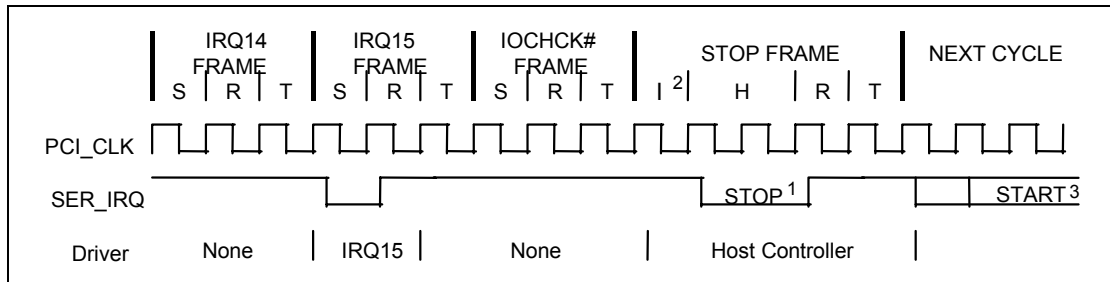 IRQ14 FRAME
IRQ15 FRAME
IOCHCK# FRAME
STOP FRAME
NEXT CYCLE
S R T S R T S R T I 2 H R T
PCI_CLK
SER_IRQ STOP 1 START 3
Driver None IRQ15 None Host Controller